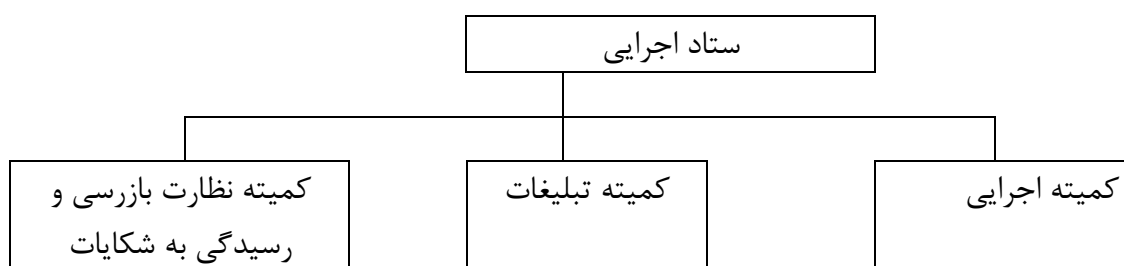 ستاد اجرایی
کمیته اجرایی
کمیته تبلیغات
کمیته نظارت بازرسی و
رسیدگی به شکایات